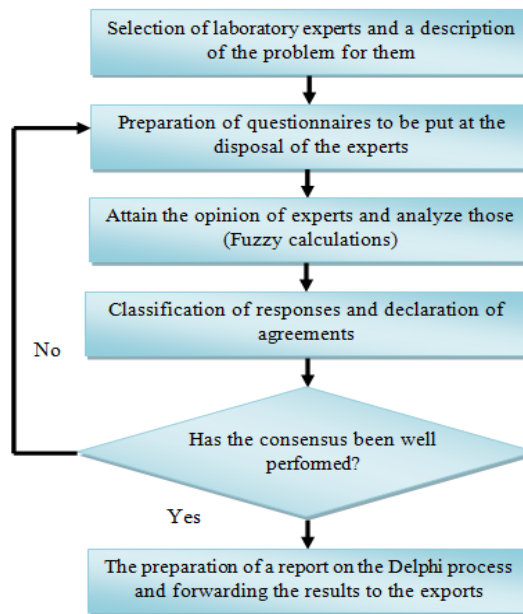 Selection of laboratory experts and a description
of the problem for them
Preparation of questionnaires to be put at the
disposal of the experts
Attain the opinion of experts and analyze those
(Fuzzy calculations)
Classification of responses and declaration of
agreements
No
Has the consensus been well
performed?
Yes
The preparation of a report on the Delphi process
and forwarding the results to the exports